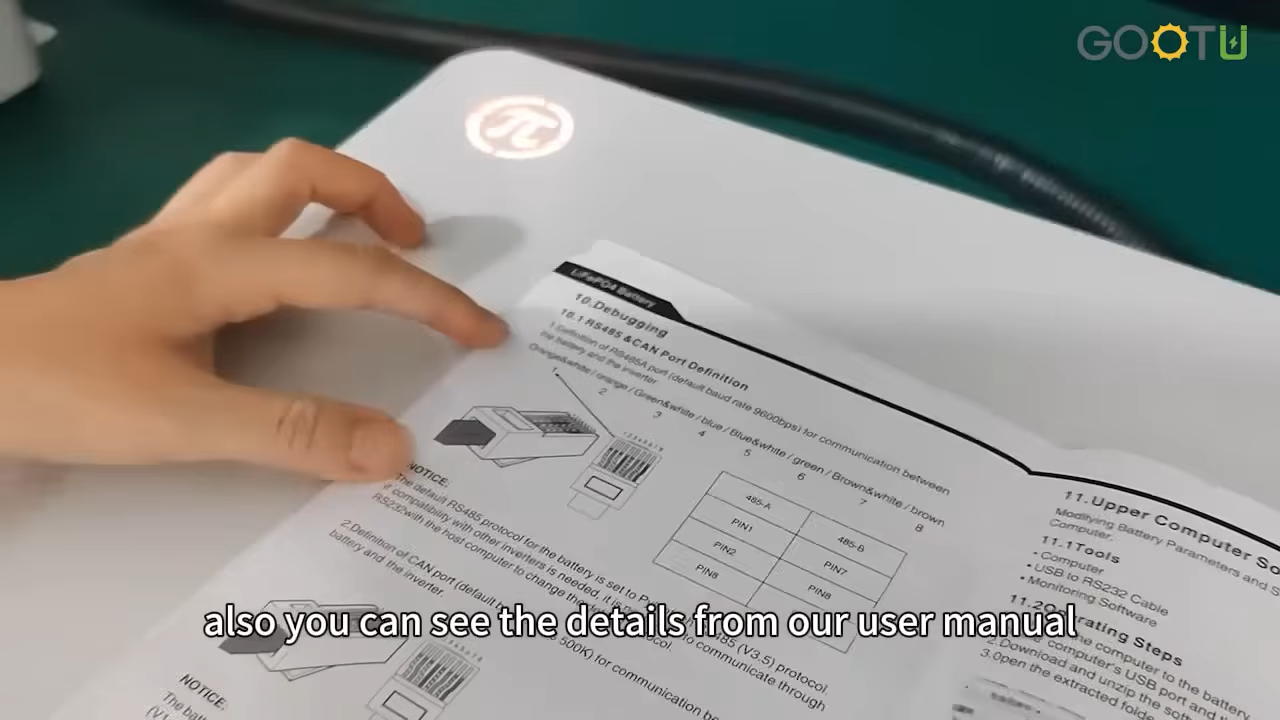 GOOTU
π
LiFePO4 Battery
10.Debugging
10.1 RS485 &CAN Port Definition
1.Definition of RS485A port (default baud rate 9600bps) for communication between
the battery and the inverter.
Orange&white / orange / Green&white / blue / Blue&white / green / Brown&white / brown
1 2 3 4 5 6 7 8
485-A 485-B
PIN1 PIN7
PIN2 PIN8
PIN8
NOTICE:
The default RS485 protocol for the battery is set to 485 (V3.5) protocol.
if compatibility with other inverters is needed, it is to communicate through
RS232with the host computer to change the protocol.
2.Definition of CAN port (default 500K) for communication
battery and the inverter.
NOTICE:
The
11.Upper Computer
Modifying Battery Parameters and
Computer.
11.1Tools
• Computer
• USB to RS232 Cable
• Monitoring Software
11.2Operating Steps
the computer to the battery
computer's USB port and
2.Download and unzip the
3.Open the extracted
also you can see the details from our user manual